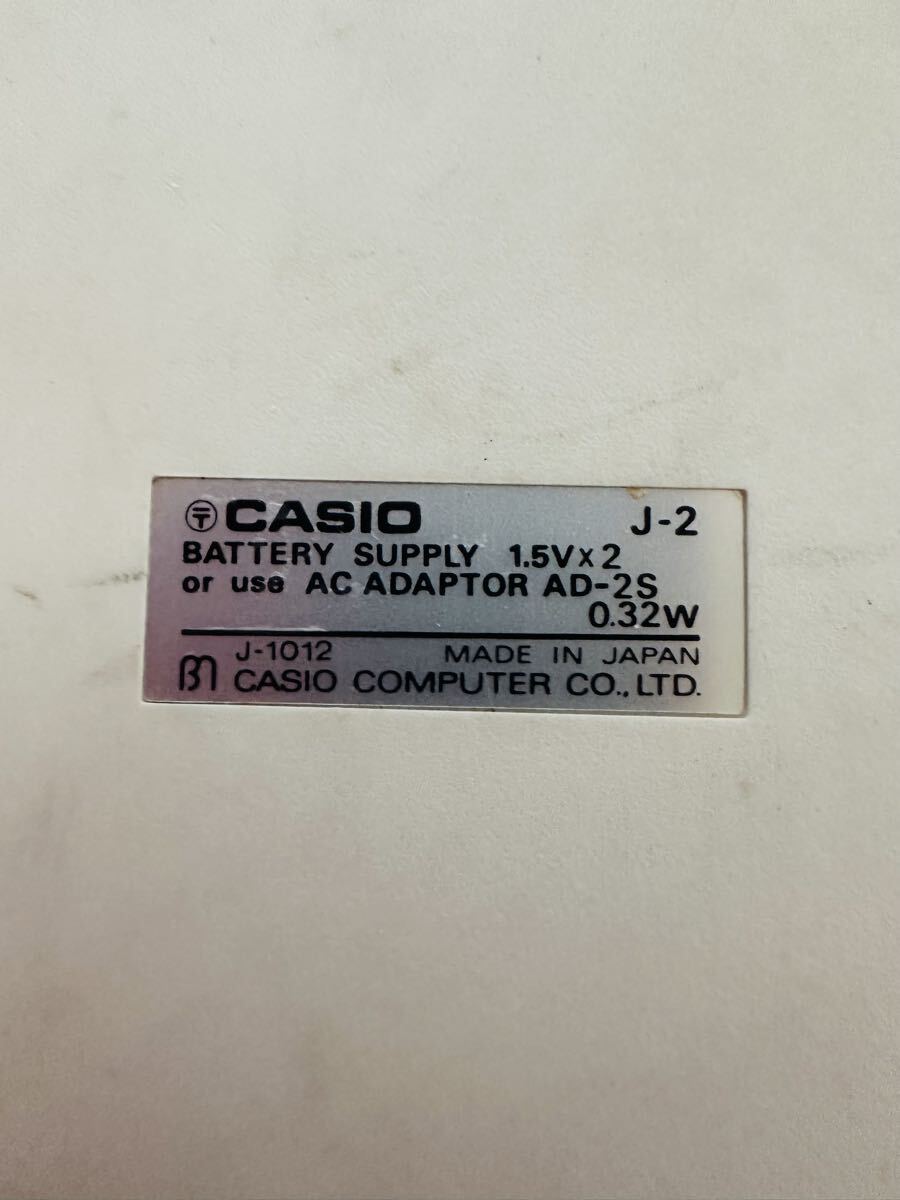 〶 CASIO J-2
BATTERY SUPPLY 1.5V×2
or use AC ADAPTOR AD-2S
0.32W
J-1012 MADE IN JAPAN
CASIO COMPUTER CO., LTD.